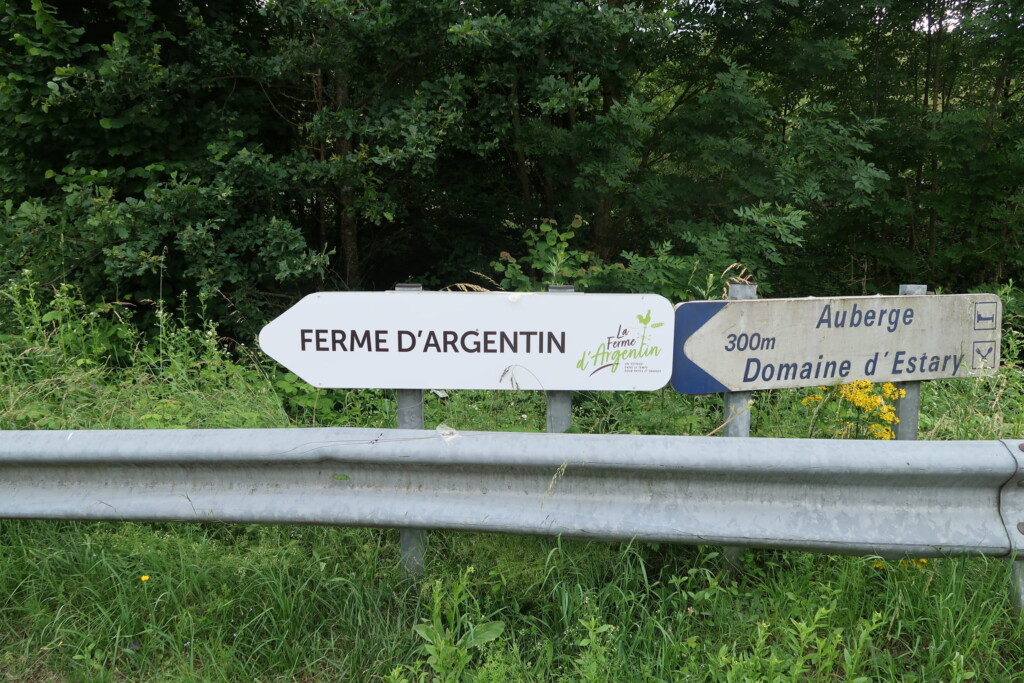 FERME D'ARGENTIN
La
Ferme
d'Argentin
Auberge
300m
Domaine d'Estary